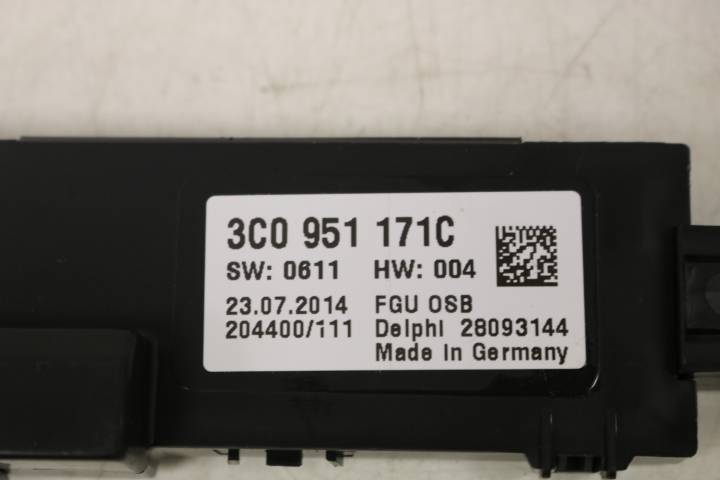 3C0 951 171C
SW: 0611 HW: 004
23.07.2014 FGU OSB
204400/111 Delphi 28093144
Made in Germany